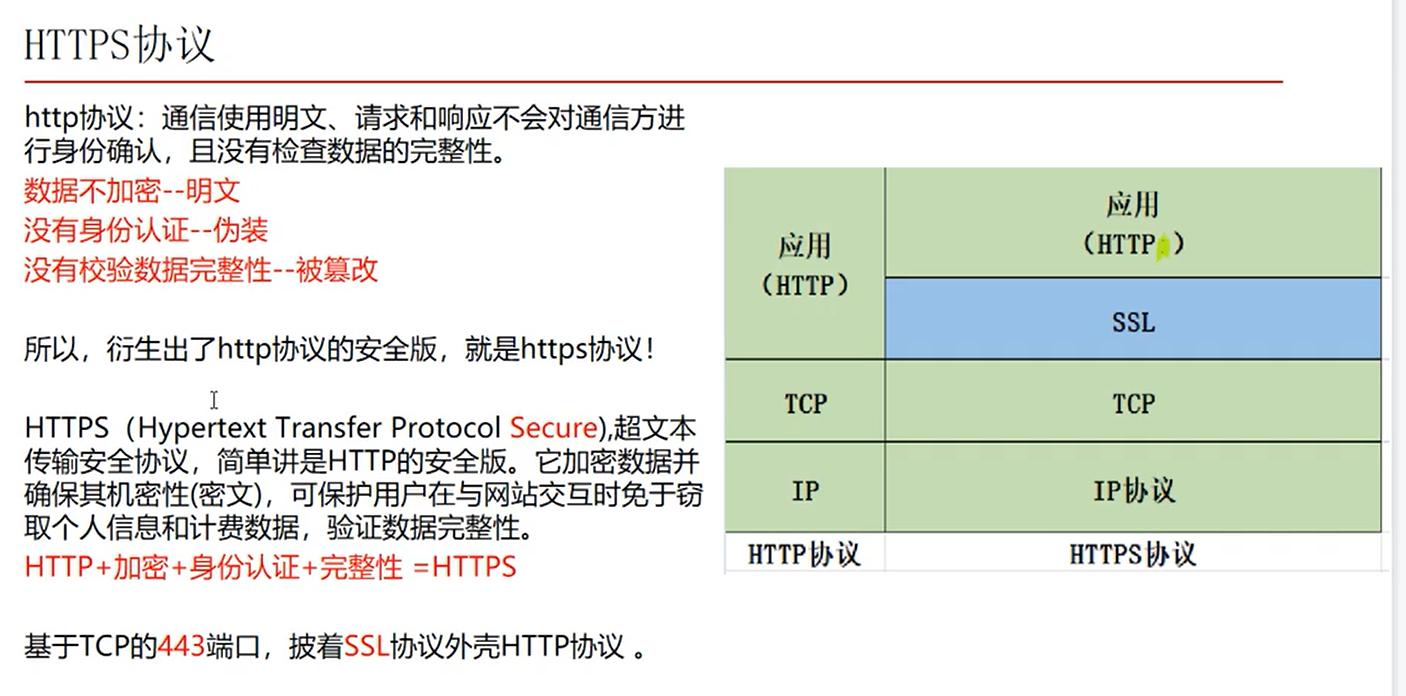 HTTPS协议
http协议：通信使用明文、请求和响应不会对通信方进
行身份确认，且没有检查数据的完整性。
数据不加密--明文
没有身份认证--伪装
没有校验数据完整性--被篡改
所以，衍生出了http协议的安全版，就是https协议！
HTTPS（Hypertext Transfer Protocol Secure),超文本
传输安全协议，简单讲是HTTP的安全版。它加密数据并
确保其机密性(密文)，可保护用户在与网站交互时免于窃
取个人信息和计费数据，验证数据完整性。
HTTP+加密+身份认证+完整性 =HTTPS
基于TCP的443端口，披着SSL协议外壳HTTP协议 。
应用
（HTTP）
应用
（HTTP）
SSL
TCP
TCP
IP
IP协议
HTTP协议
HTTPS协议